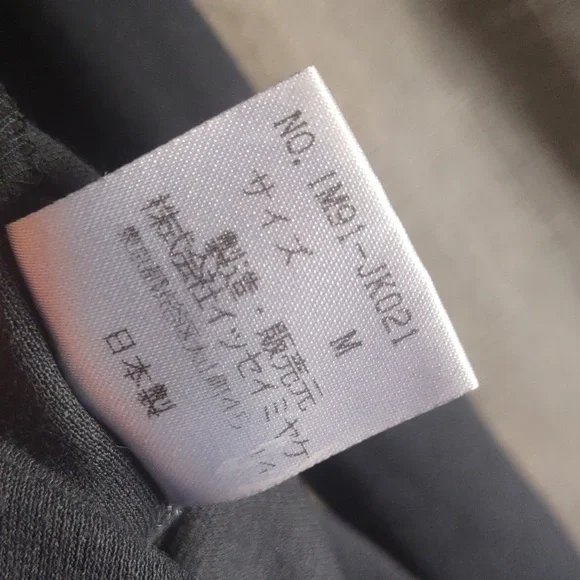 NO. IM91-JK021
サイズ M
製造・販売元
株式会社イッセイミヤケ
日本製